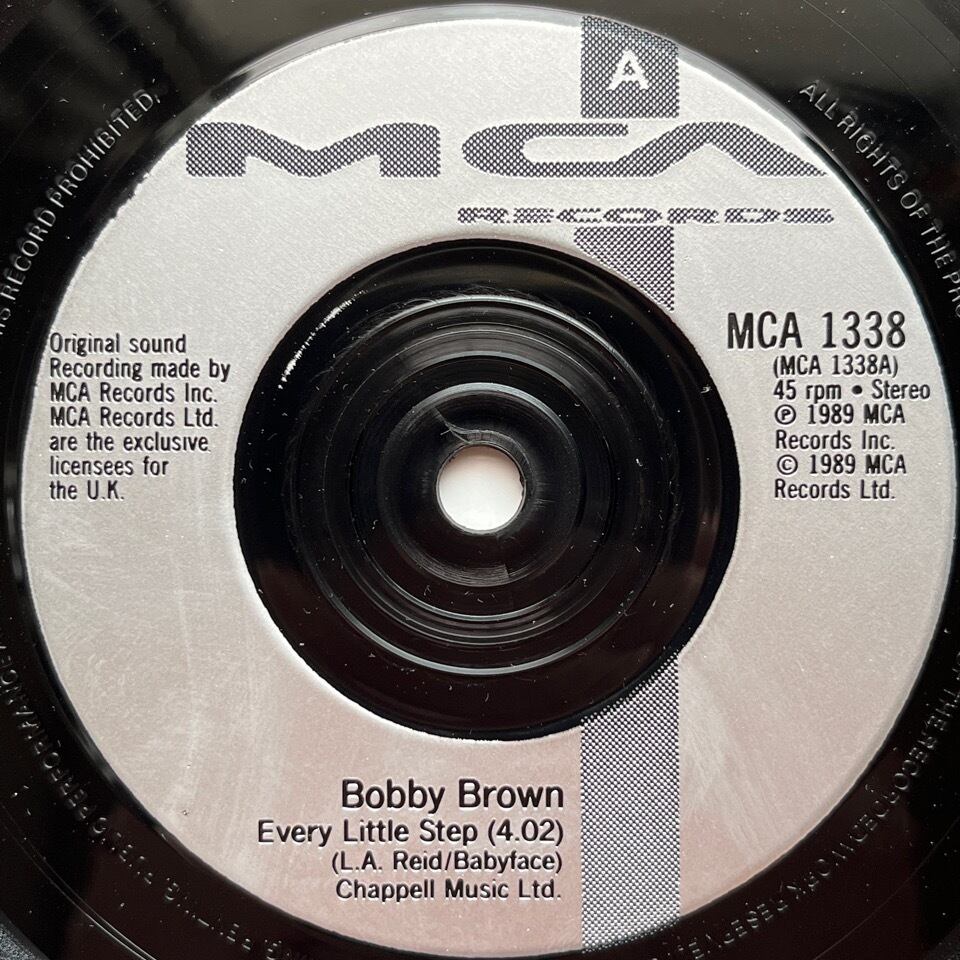 A
MCA
RECORDS
Original sound
Recording made by
MCA Records Inc.
MCA Records Ltd.
are the exclusive
licensees for
the U.K.
MCA 1338
(MCA 1338A)
45 rpm • Stereo
℗ 1989 MCA
Records Inc.
© 1989 MCA
Records Ltd.
Bobby Brown
Every Little Step (4.02)
(L.A. Reid/Babyface)
Chappell Music Ltd.
RECORD PROHIBITED.
ALL RIGHTS OF THE